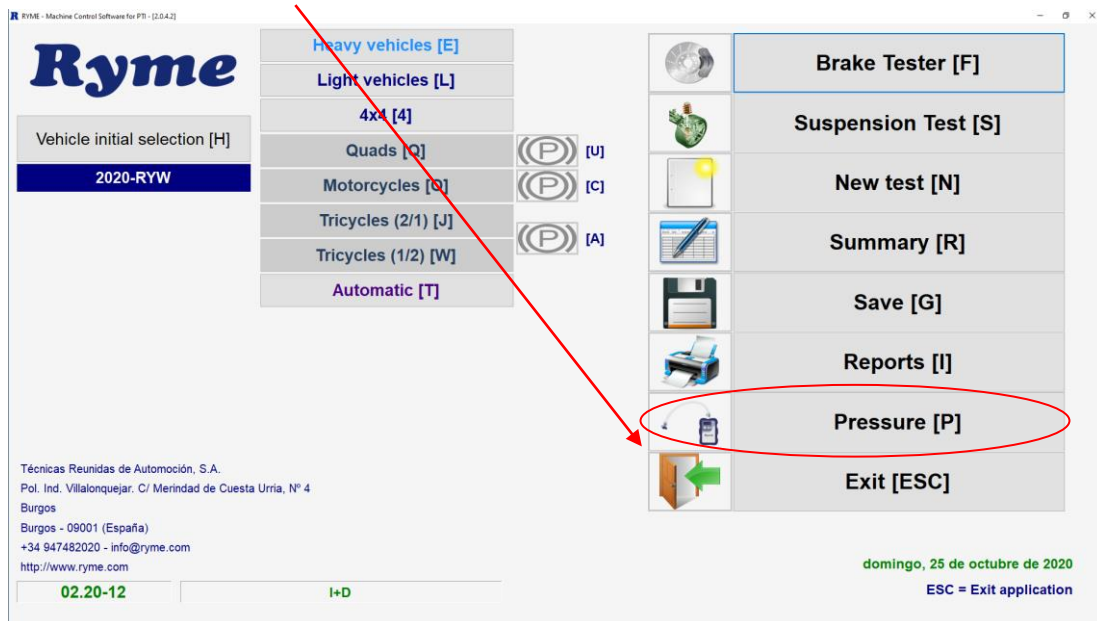 RYME - Machine Control Software for PTI - [2.0.4.2]
Ryme
Vehicle initial selection [H]
2020-RYW
Heavy vehicles [E]
Light vehicles [L]
4x4 [4]
Quads [Q]
(P) [U]
Motorcycles [O]
(P) [C]
Tricycles (2/1) [J]
(P) [A]
Tricycles (1/2) [W]
Automatic [T]
Brake Tester [F]
Suspension Test [S]
New test [N]
Summary [R]
Save [G]
Reports [I]
Pressure [P]
Exit [ESC]
Técnicas Reunidas de Automoción, S.A.
Pol. Ind. Villalonquejar. C/ Merindad de Cuesta Urria, Nº 4
Burgos
Burgos - 09001 (España)
+34 947482020 - info@ryme.com
http://www.ryme.com
02.20-12
I+D
domingo, 25 de octubre de 2020
ESC = Exit application